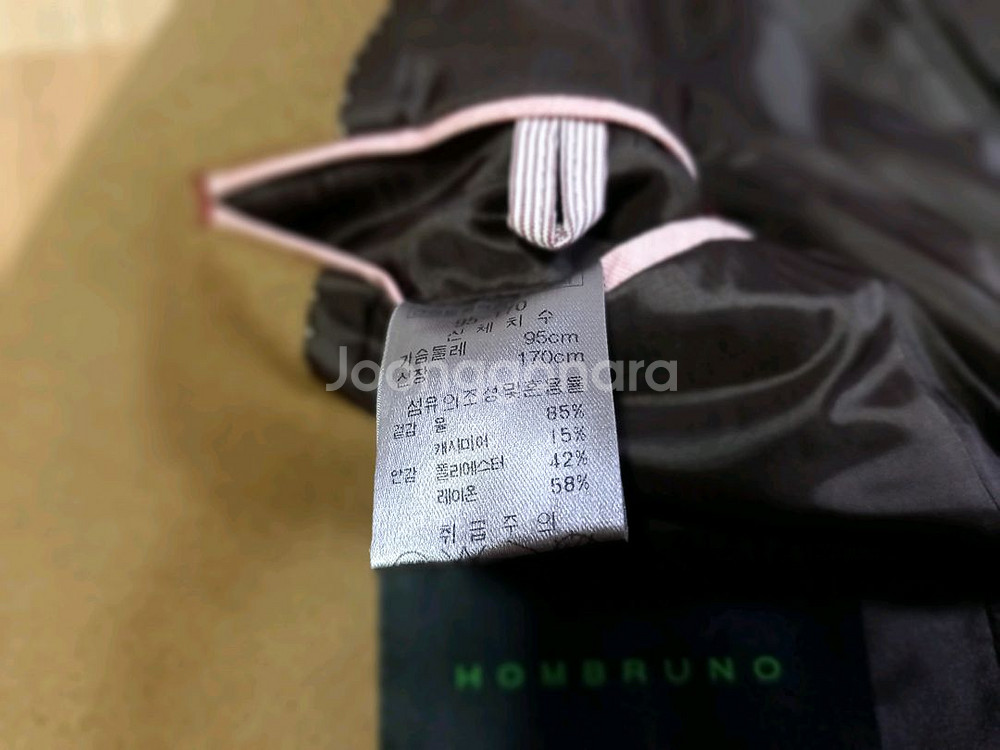 95-170
신 체 치 수
가슴둘레 95cm
신장 170cm
Joonggonara
섬유의조성및혼용률
겉감 울 85%
캐시미어 15%
안감 폴리에스터 42%
레이온 58%
취 급 주 의
HOMBRUNO